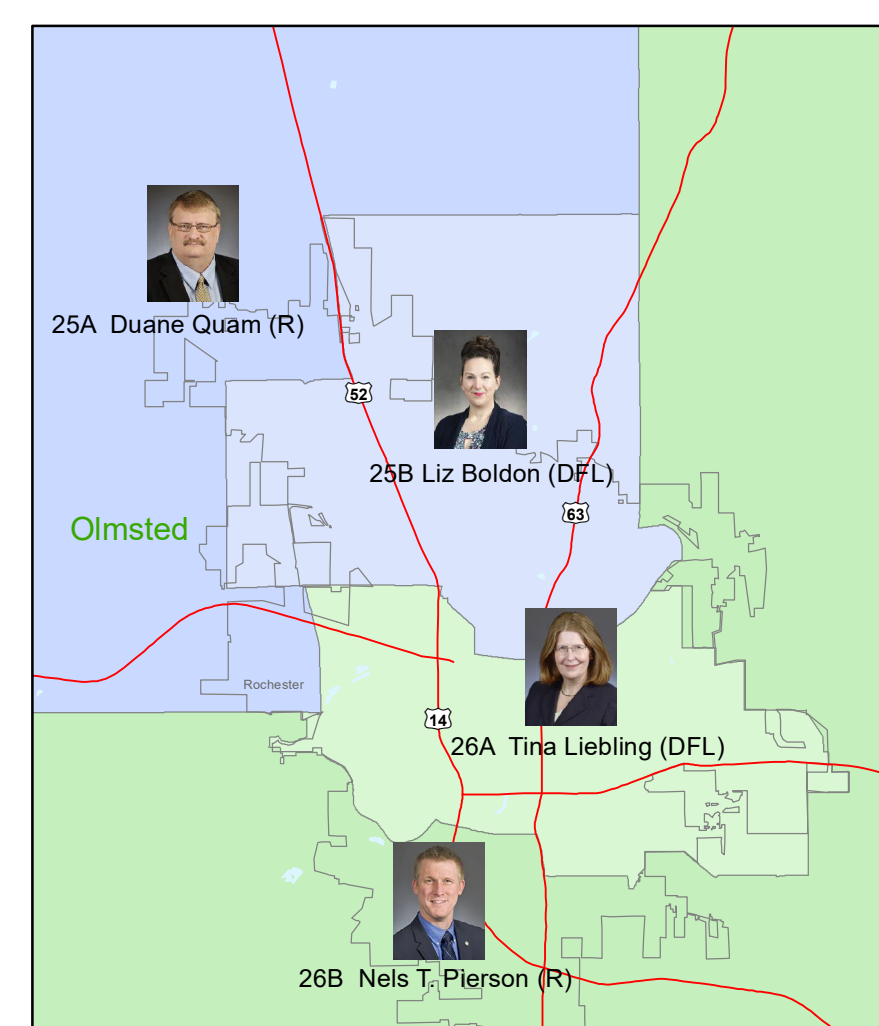 25A  Duane Quam (R)
52
25B Liz Boldon (DFL)
63
Olmsted
Rochester
14
26A  Tina Liebling (DFL)
26B  Nels T. Pierson (R)